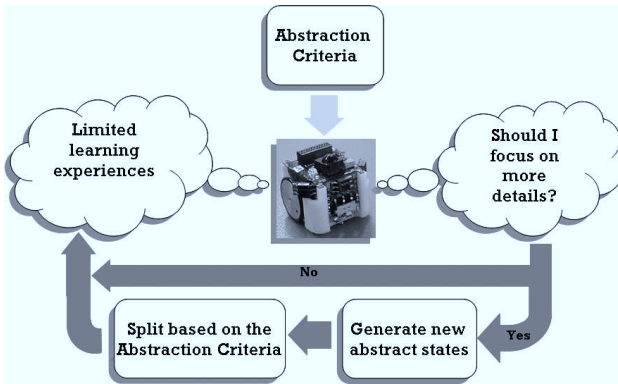 Abstraction
Criteria
Limited
learning
experiences
Should I
focus on
more
details?
No
Yes
Split based on the
Abstraction Criteria
Generate new
abstract states